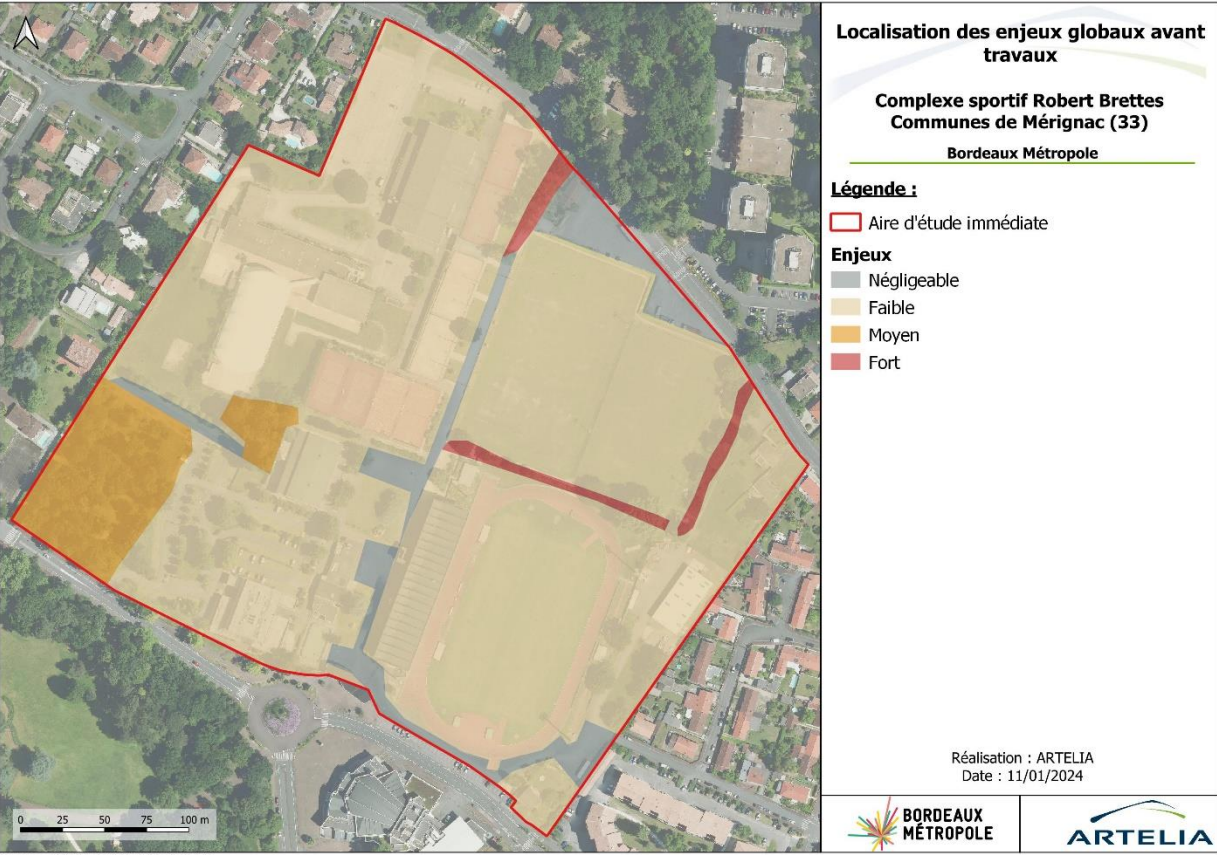 Localisation des enjeux globaux avant
travaux
Complexe sportif Robert Brettes
Communes de Mérignac (33)
Bordeaux Métropole
Légende :
Aire d'étude immédiate
Enjeux
Négligeable
Faible
Moyen
Fort
0 25 50 75 100 m
Réalisation : ARTELIA
Date : 11/01/2024
BORDEAUX
MÉTROPOLE
ARTELIA